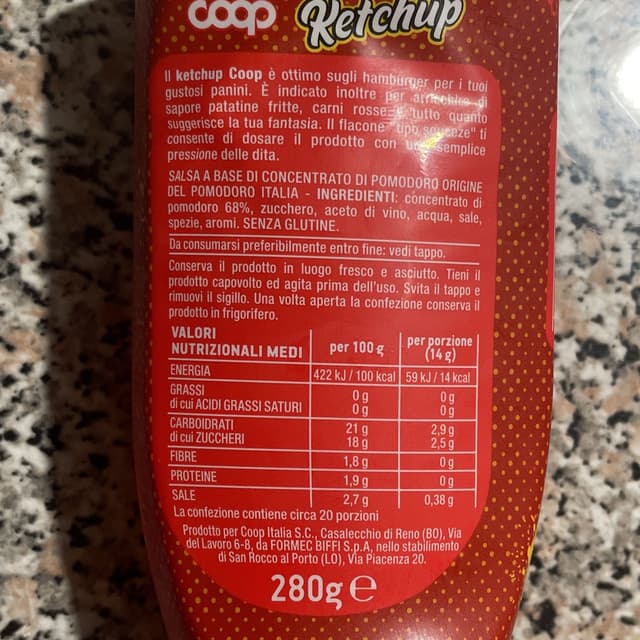 coop Ketchup
Il ketchup Coop è ottimo sugli hamburger per i tuoi
gustosi panini. È indicato inoltre per arricchire di
sapore patatine fritte, carni rosse e tutto quanto
suggerisce la tua fantasia. Il flacone "tipo squeeze" ti
consente di dosare il prodotto con una semplice
pressione delle dita.
SALSA A BASE DI CONCENTRATO DI POMODORO ORIGINE
DEL POMODORO ITALIA - INGREDIENTI: concentrato di
pomodoro 68%, zucchero, aceto di vino, acqua, sale,
spezie, aromi. SENZA GLUTINE.
Da consumarsi preferibilmente entro fine: vedi tappo.
Conserva il prodotto in luogo fresco e asciutto. Tieni il
prodotto capovolto ed agita prima dell'uso. Svita il tappo e
rimuovi il sigillo. Una volta aperta la confezione conserva il
prodotto in frigorifero.
VALORI
NUTRIZIONALI MEDI per 100 g per porzione
(14 g)
ENERGIA 422 kJ / 100 kcal 59 kJ / 14 kcal
GRASSI 0 g 0 g
di cui ACIDI GRASSI SATURI 0 g 0 g
CARBOIDRATI 21 g 2,9 g
di cui ZUCCHERI 18 g 2,5 g
FIBRE 1,8 g 0 g
PROTEINE 1,9 g 0 g
SALE 2,7 g 0,38 g
La confezione contiene circa 20 porzioni
Prodotto per Coop Italia S.C., Casalecchio di Reno (BO), Via
del Lavoro 6-8, da FORMEC BIFFI S.p.A, nello stabilimento
di San Rocco al Porto (LO), Via Piacenza 20.
280g e